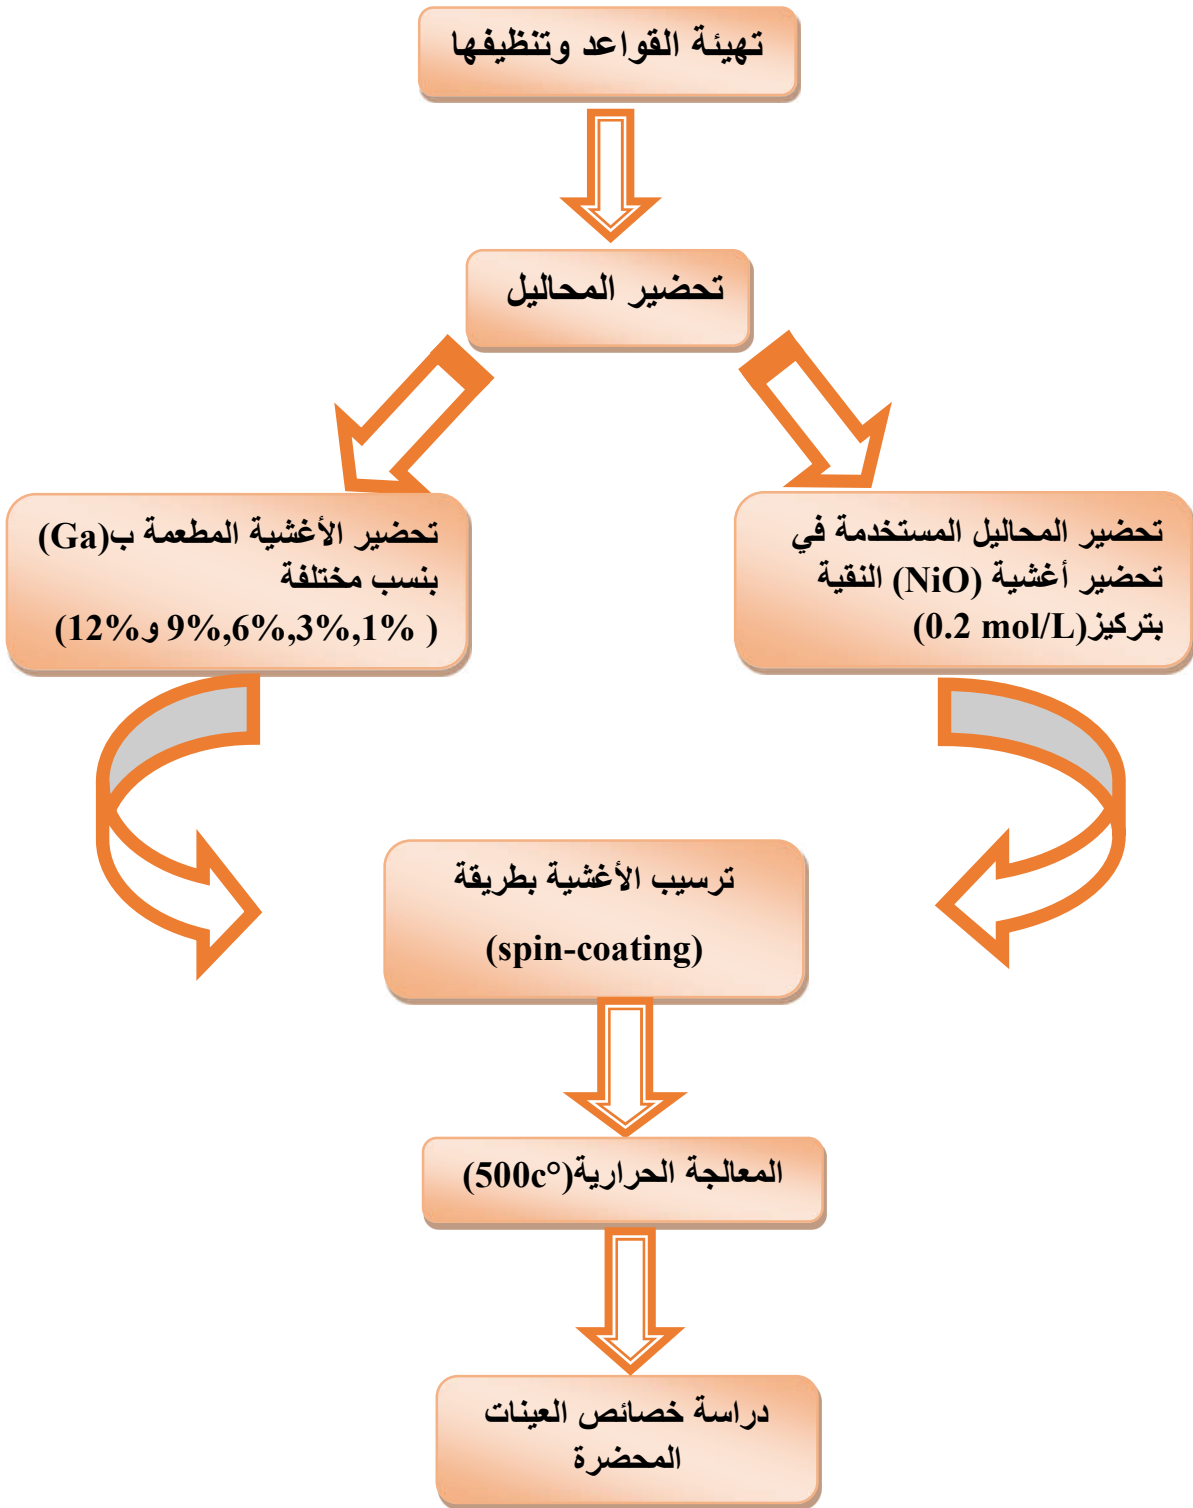 تهيئة القواعد وتنظيفها
تحضير المحاليل
تحضير المحاليل المستخدمة في
تحضير أغشية (NiO) النقية
بتركيز(0.2 mol/L)
تحضير الأغشية المطعمة ب(Ga)
بنسب مختلفة
( 1%,3%,6%,9% و12%)
ترسيب الأغشية بطريقة
(spin-coating)
المعالجة الحرارية(500c°)
دراسة خصائص العينات
المحضرة